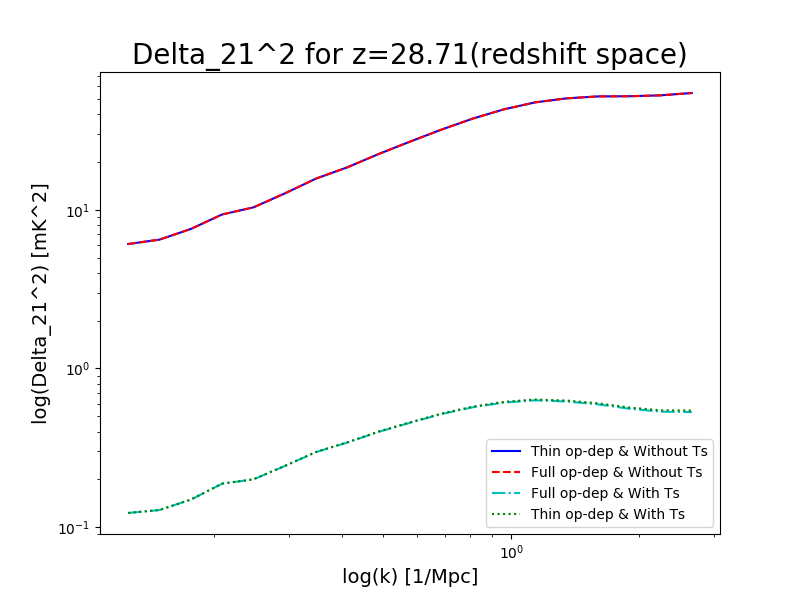 Delta_21^2 for z=28.71(redshift space)
log(Delta_21^2) [mK^2]
10^1
10^0
10^-1
Thin op-dep & Without Ts
Full op-dep & Without Ts
Full op-dep & With Ts
Thin op-dep & With Ts
10^0
log(k) [1/Mpc]